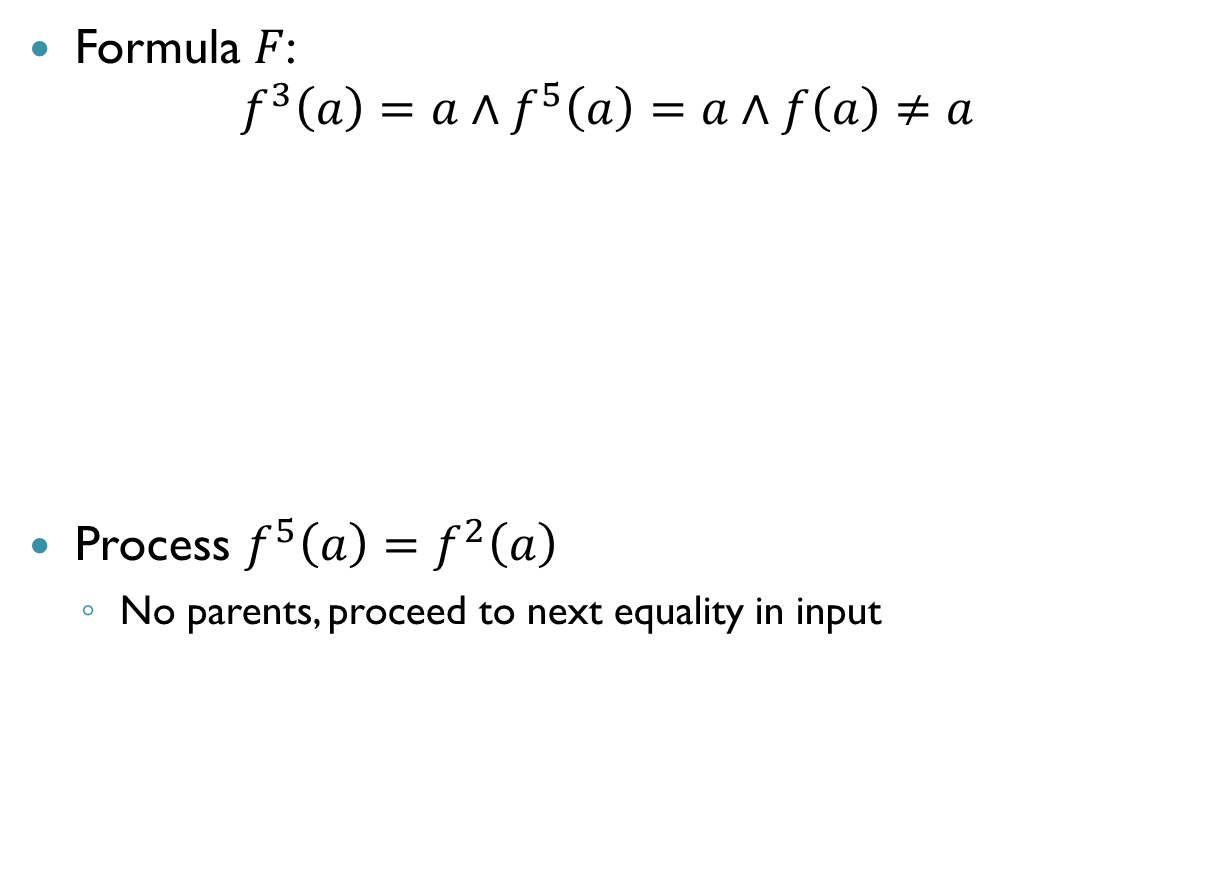 • Formula F:
f³(a) = a ∧ f⁵(a) = a ∧ f(a) ≠ a
• Process f⁵(a) = f²(a)
◦ No parents, proceed to next equality in input